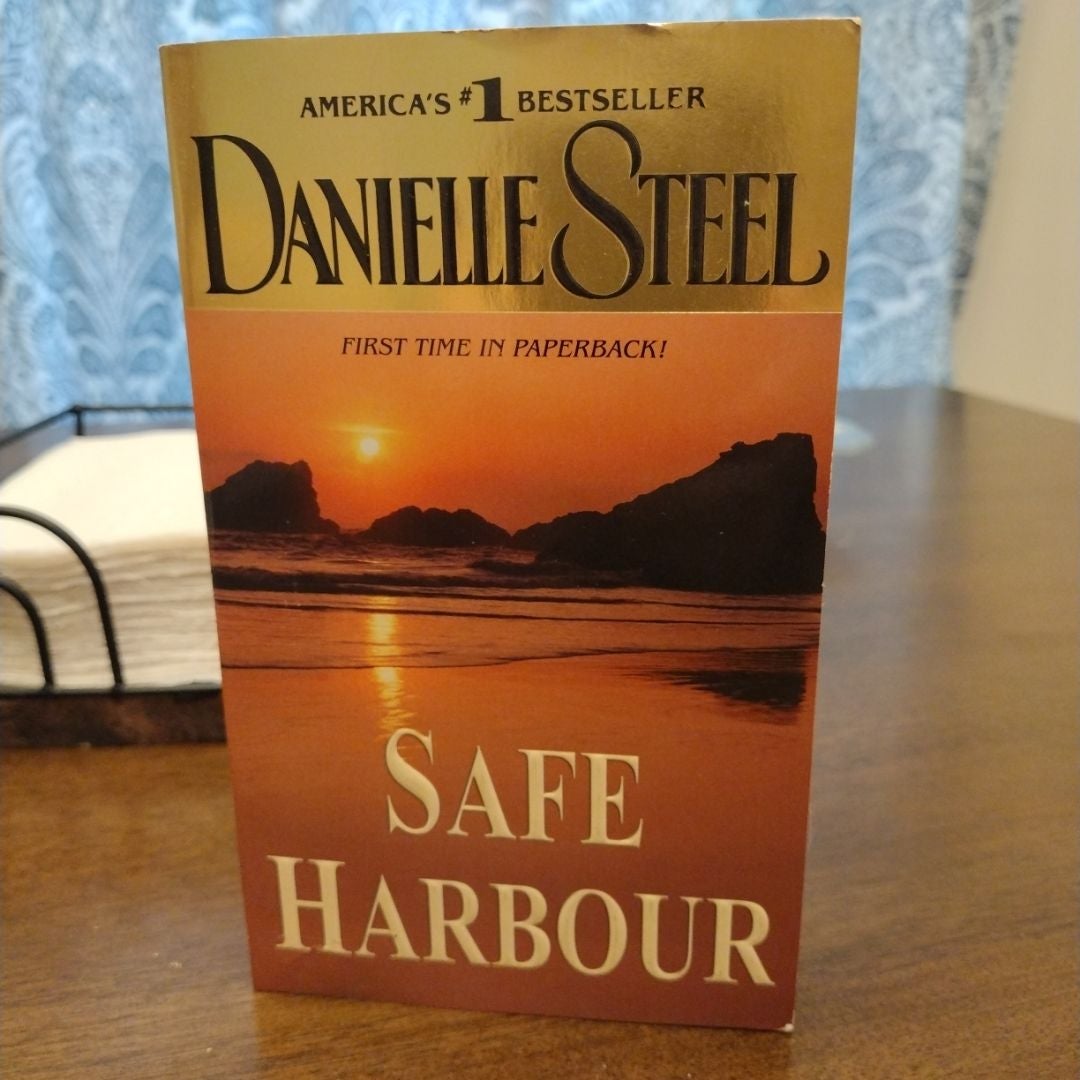 AMERICA'S #1 BESTSELLER
DANIELLE STEEL
FIRST TIME IN PAPERBACK!
SAFE
HARBOUR